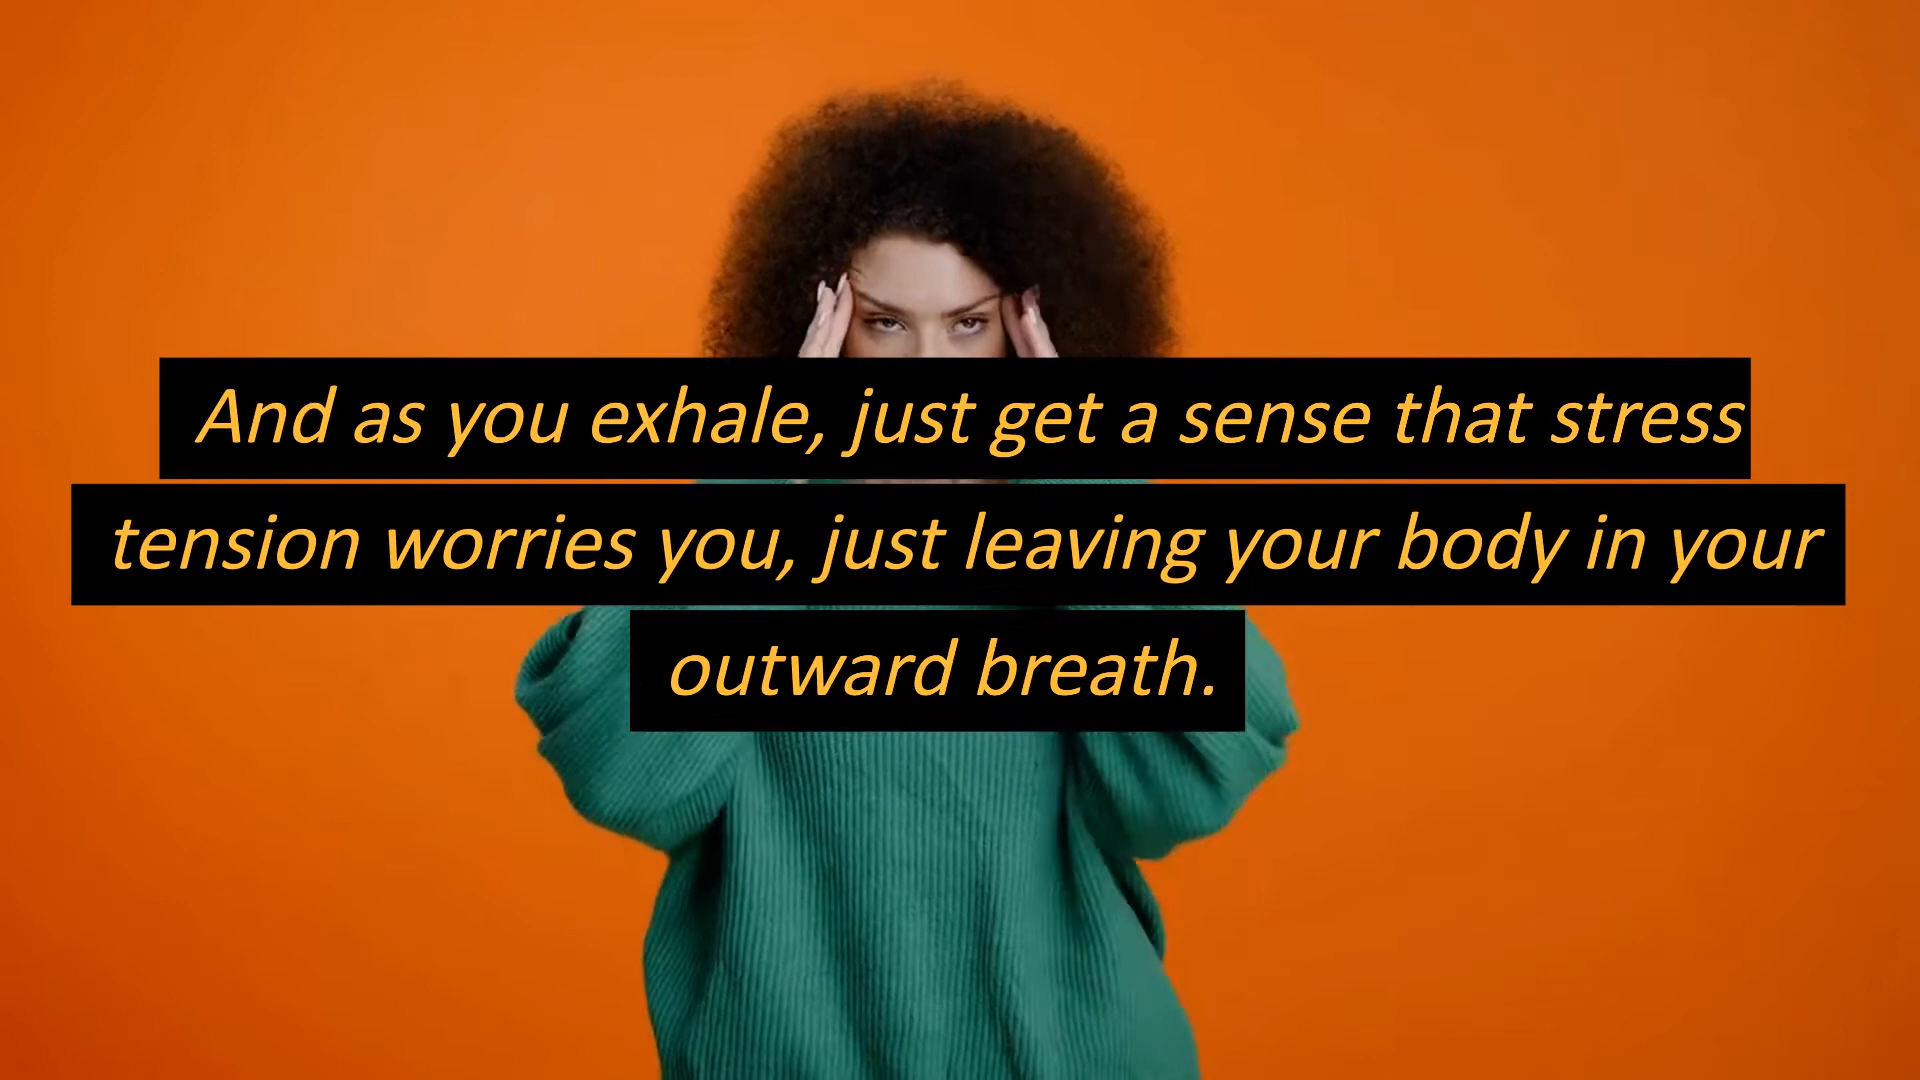 And as you exhale, just get a sense that stress
tension worries you, just leaving your body in your
outward breath.